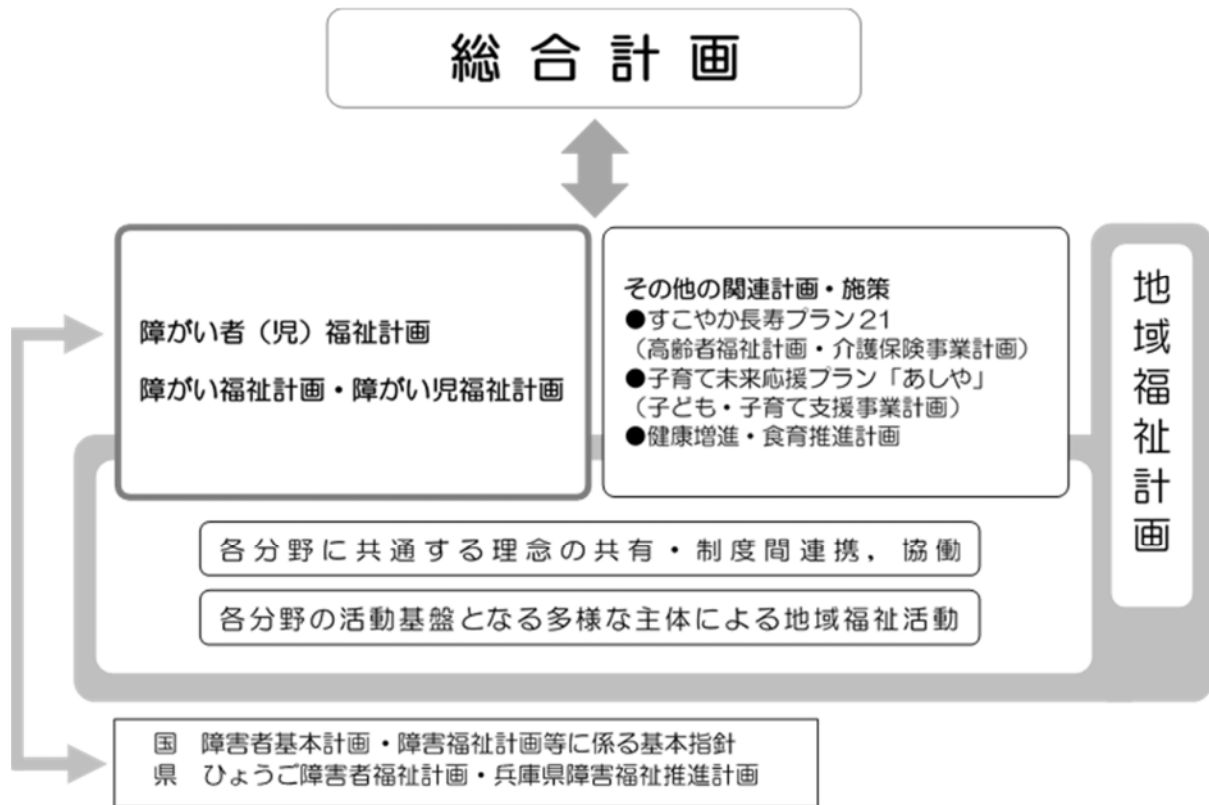 総合計画
障がい者（児）福祉計画
障がい福祉計画・障がい児福祉計画
その他の関連計画・施策
●すこやか長寿プラン21
（高齢者福祉計画・介護保険事業計画）
●子育て未来応援プラン「あしや」
（子ども・子育て支援事業計画）
●健康増進・食育推進計画
地域福祉計画
各分野に共通する理念の共有・制度間連携，協働
各分野の活動基盤となる多様な主体による地域福祉活動
国　障害者基本計画・障害福祉計画等に係る基本指針
県　ひょうご障害者福祉計画・兵庫県障害福祉推進計画